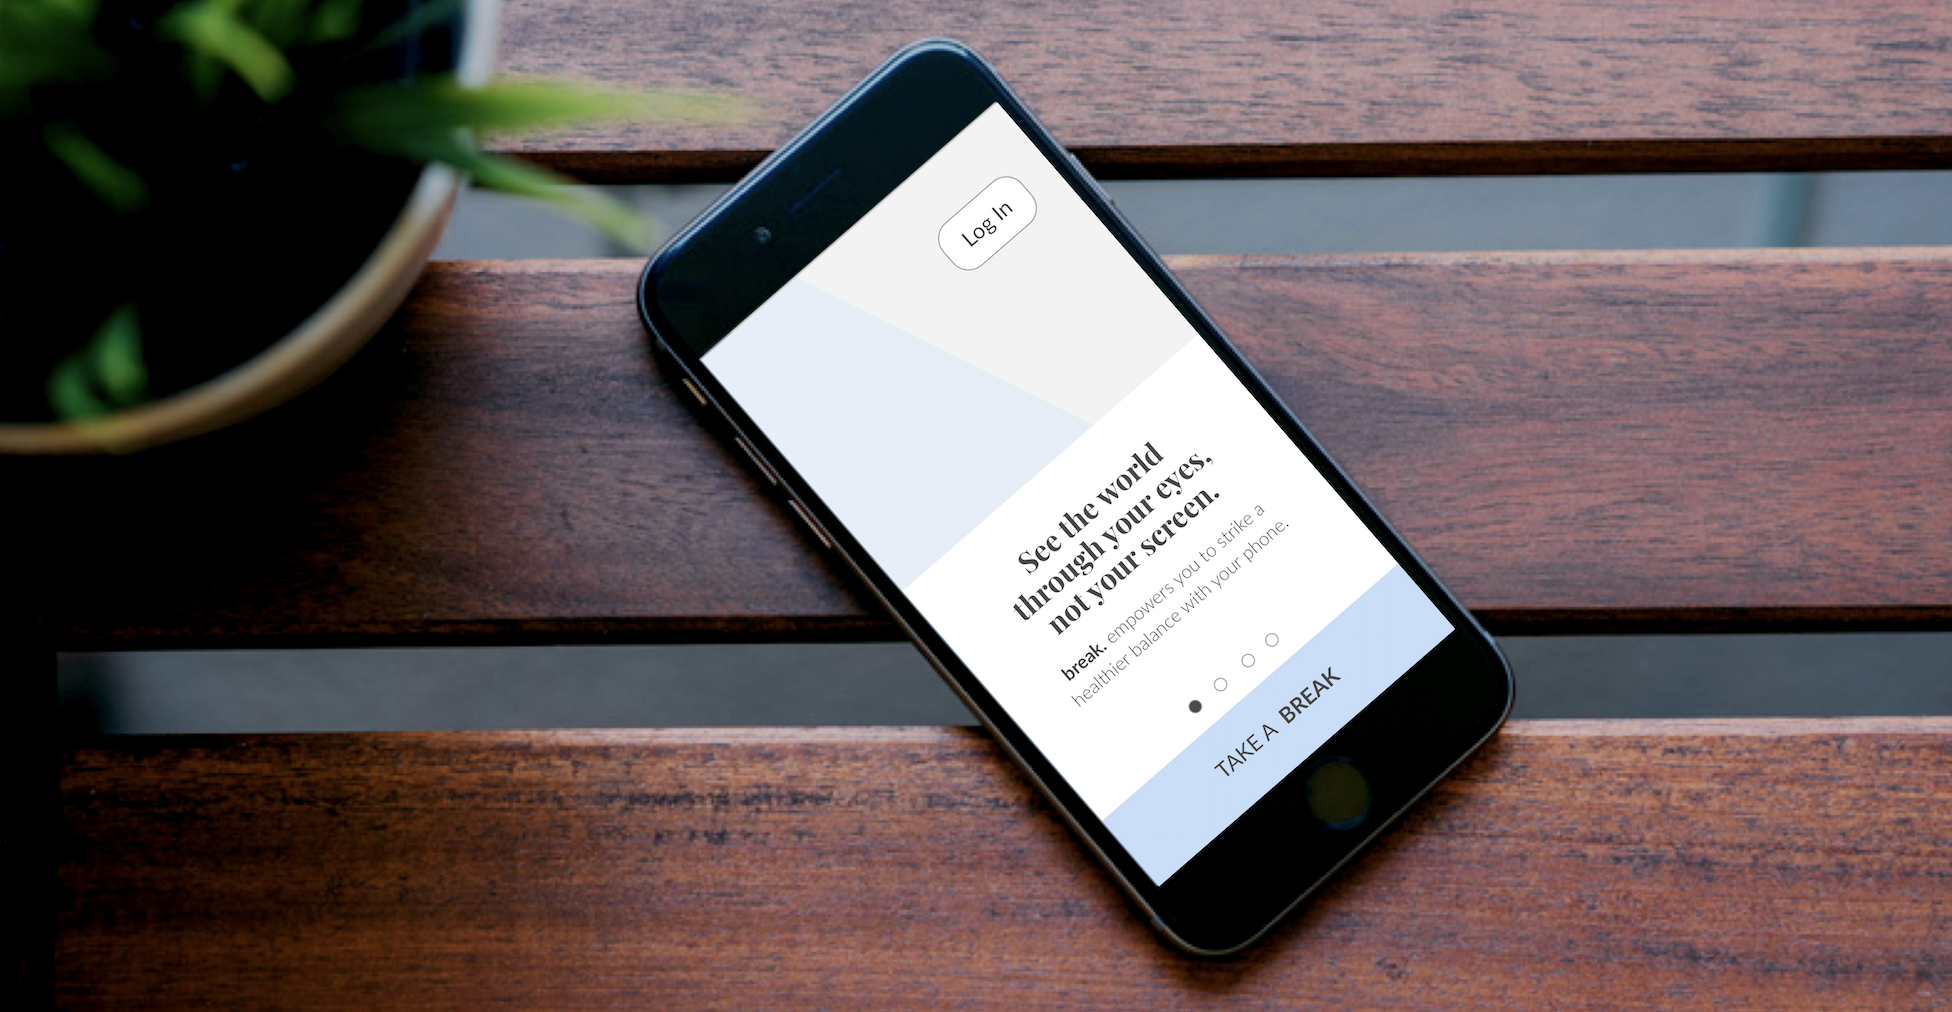 Log In
See the world
through your eyes,
not your screen.
break. empowers you to strike a
healthier balance with your phone.
TAKE A BREAK